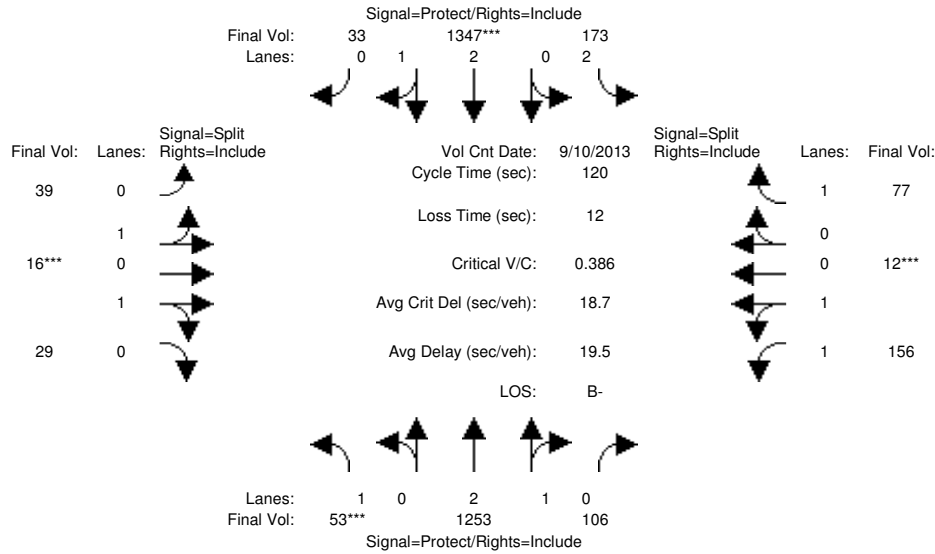 Signal=Protect/Rights=Include
Final Vol: 33 1347*** 173
Lanes: 0 1 2 0 2
Signal=Split Signal=Split
Final Vol: Lanes: Rights=Include Vol Cnt Date: 9/10/2013 Rights=Include Lanes: Final Vol:
Cycle Time (sec): 120
39 0 1 77
Loss Time (sec): 12
1 0
16*** 0 Critical V/C: 0.386 0 12***
1 Avg Crit Del (sec/veh): 18.7 1
29 0 Avg Delay (sec/veh): 19.5 1 156
LOS: B-
Lanes: 1 0 2 1 0
Final Vol: 53*** 1253 106
Signal=Protect/Rights=Include